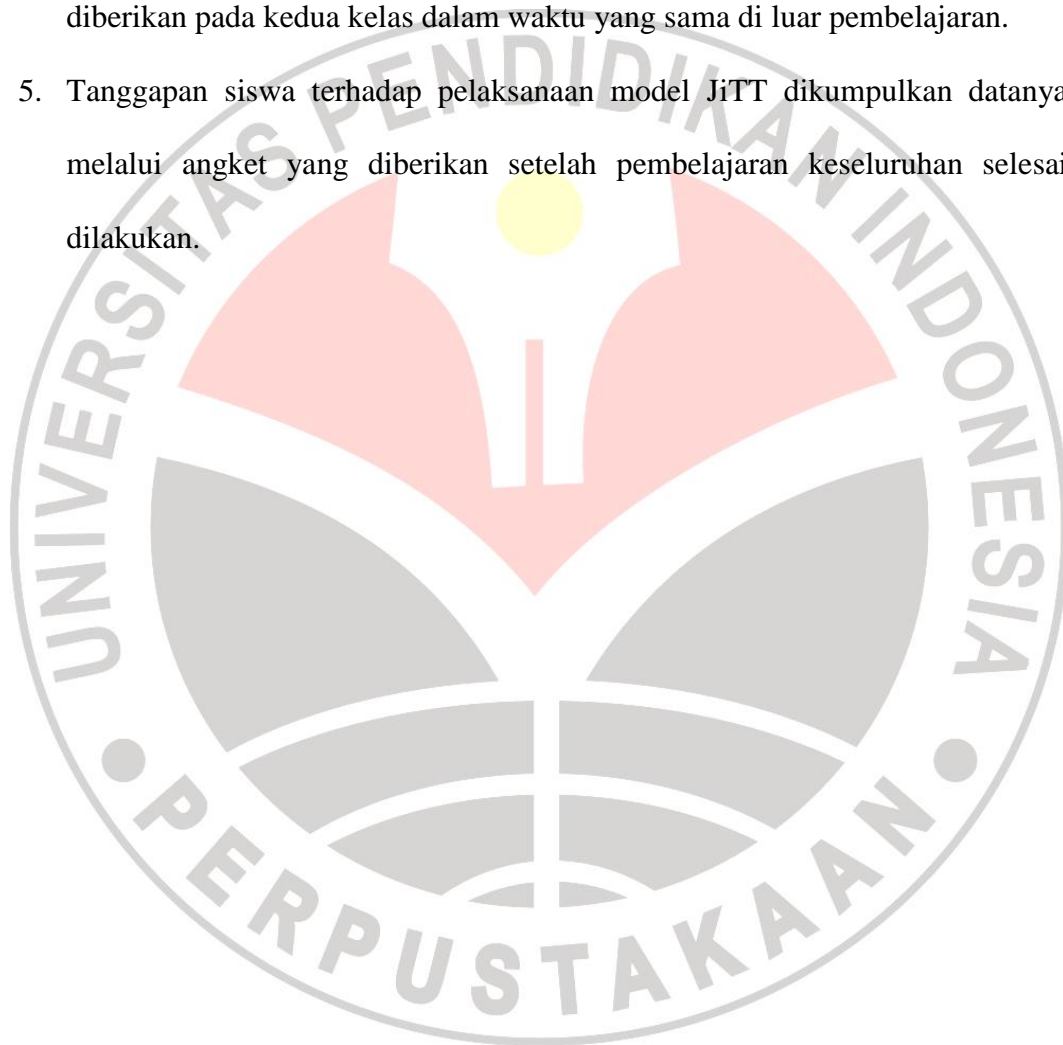 diberikan pada kedua kelas dalam waktu yang sama di luar pembelajaran.
5. Tanggapan siswa terhadap pelaksanaan model JiTT dikumpulkan datanya
melalui angket yang diberikan setelah pembelajaran keseluruhan selesai
dilakukan.
UNIVERSITAS PENDIDIKAN INDONESIA
PERPUSTAKAAN